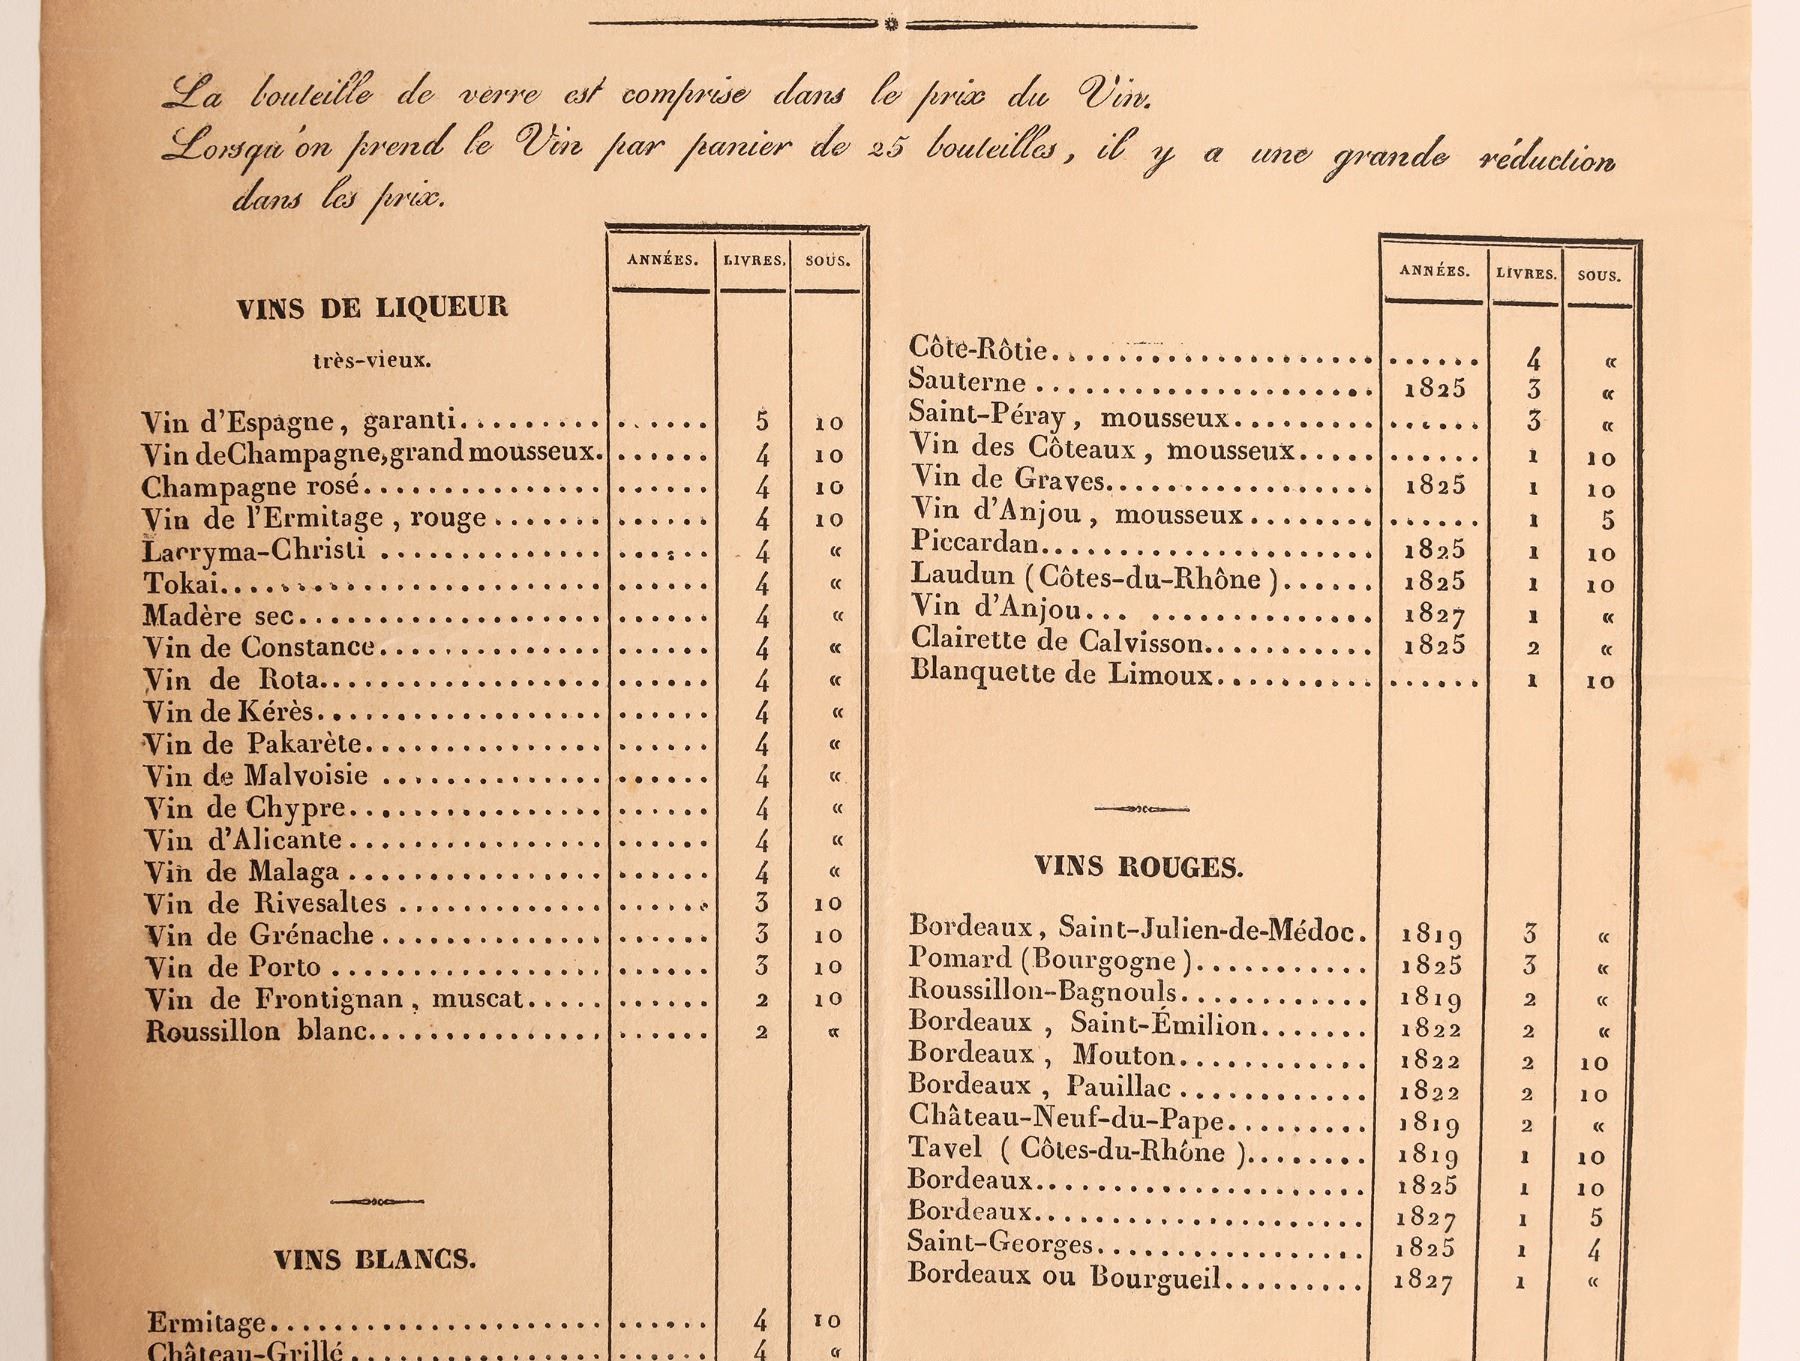 La bouteille de verre est comprise dans le prix du Vin.
Lorsqu'on prend le Vin par panier de 25 bouteilles, il y a une grande réduction
dans les prix.
ANNÉES. LIVRES. SOUS.
VINS DE LIQUEUR
très-vieux.
Vin d'Espagne, garanti. 5 10
Vin de Champagne, grand mousseux. 4 10
Champagne rosé. 4 10
Vin de l'Ermitage, rouge 4 10
Lacryma-Christi 4 «
Tokai. 4 «
Madère sec. 4 «
Vin de Constance. 4 «
Vin de Rota. 4 «
Vin de Kérès. 4 «
Vin de Pakarète. 4 «
Vin de Malvoisie 4 «
Vin de Chypre. 4 «
Vin d'Alicante 4 «
Vin de Malaga 4 «
Vin de Rivesaltes 3 10
Vin de Grénache 3 10
Vin de Porto 3 10
Vin de Frontignan, muscat. 2 10
Roussillon blanc. 2 «
VINS BLANCS.
Ermitage. 4 10
Château-Grillé 4 «
ANNÉES. LIVRES. SOUS.
Côte-Rôtie. 4 «
Sauterne 1825 3 «
Saint-Péray, mousseux. 3 «
Vin des Côteaux, mousseux. 1 10
Vin de Graves. 1825 1 10
Vin d'Anjou, mousseux 1 5
Piccardan. 1825 1 10
Laudun (Côtes-du-Rhône). 1825 1 10
Vin d'Anjou. 1827 1 «
Clairette de Calvisson. 1825 2 «
Blanquette de Limoux. 1 10
VINS ROUGES.
Bordeaux, Saint-Julien-de-Médoc. 1819 3 «
Pomard (Bourgogne). 1825 3 «
Roussillon-Bagnouls. 1819 2 «
Bordeaux, Saint-Émilion. 1822 2 «
Bordeaux, Mouton. 1822 2 10
Bordeaux, Pauillac 1822 2 10
Château-Neuf-du-Pape. 1819 2 «
Tavel (Côtes-du-Rhône). 1819 1 10
Bordeaux. 1825 1 10
Bordeaux. 1827 1 5
Saint-Georges. 1825 1 4
Bordeaux ou Bourgueil. 1827 1 «